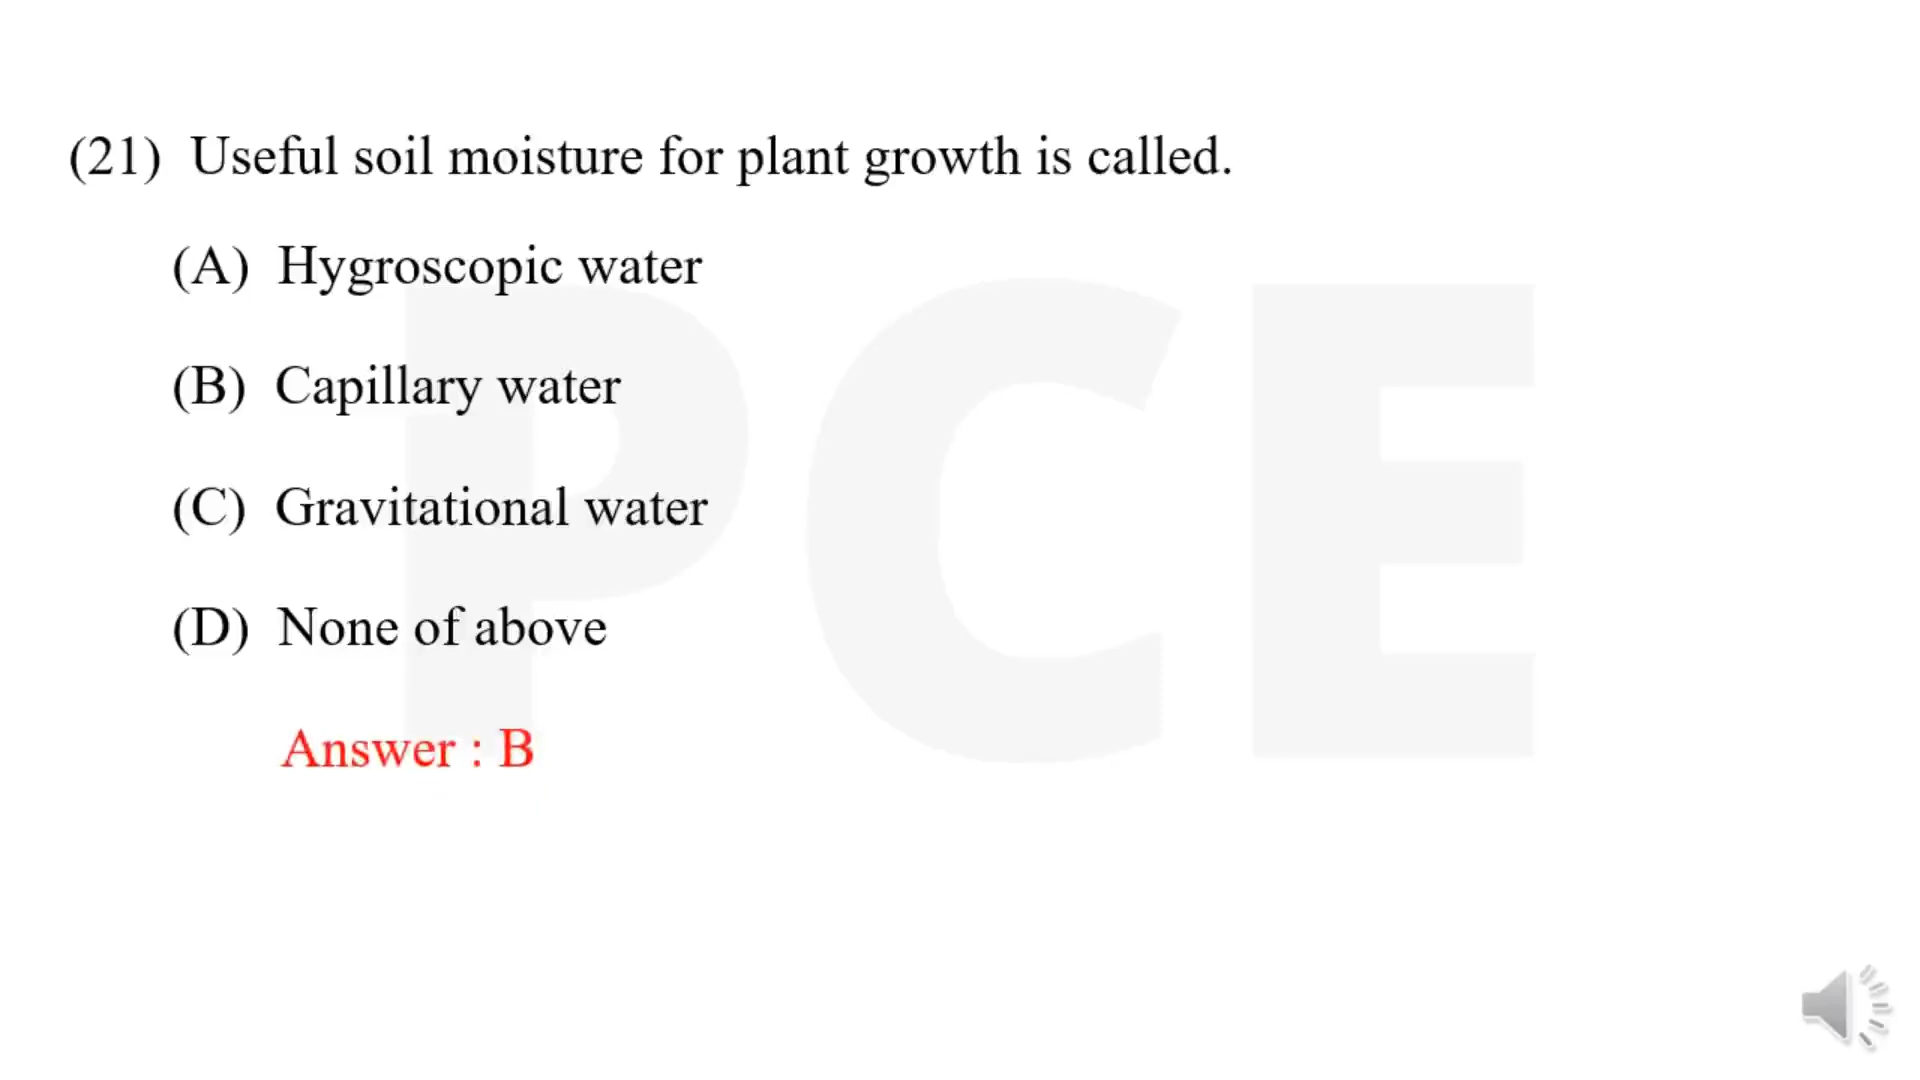 (21) Useful soil moisture for plant growth is called.
(A) Hygroscopic water
(B) Capillary water
(C) Gravitational water
(D) None of above
Answer : B
PCE